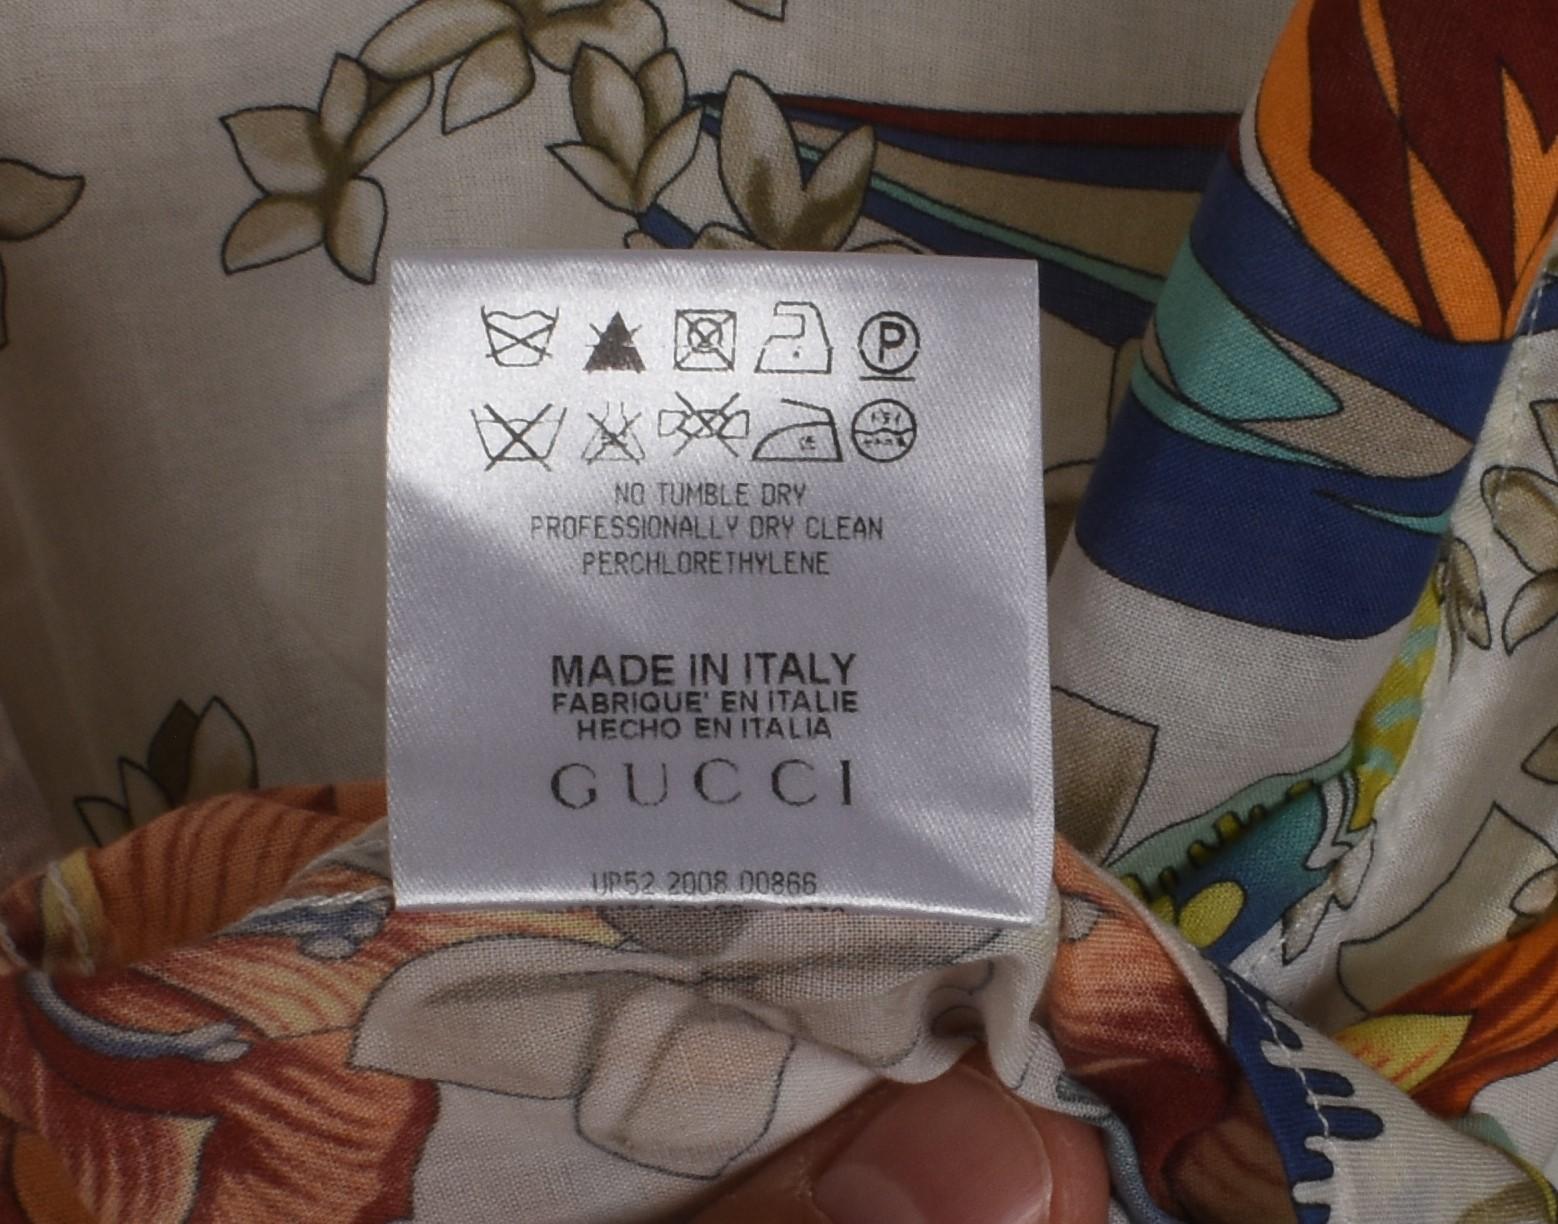 P
NO TUMBLE DRY
PROFESSIONALLY DRY CLEAN
PERCHLORETHYLENE
MADE IN ITALY
FABRIQUE' EN ITALIE
HECHO EN ITALIA
GUCCI
UP52 2008 00866